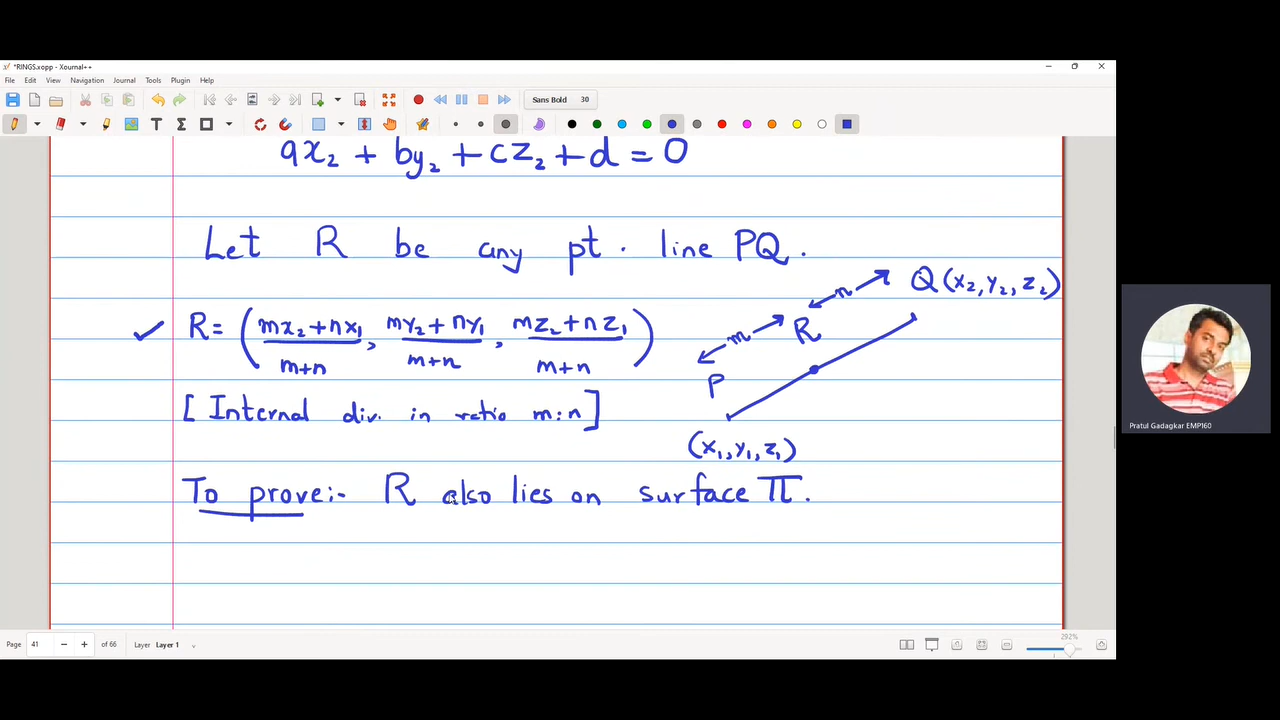 *RINGS.xopp - Xournal++
File Edit View Navigation Journal Tools Plugin Help
Sans Bold 30
ax₂ + by₂ + cz₂ + d = 0
Let R be any pt. line PQ.
Q(x₂, y₂, z₂)
n
R = (mx₂+nx₁/m+n, my₂+ny₁/m+n, mz₂+nz₁/m+n)
m
R
P
[Internal div. in ratio m:n]
(x₁, y₁, z₁)
To prove:- R also lies on surface π.
Pratul Gadagkar EMP160
Page 41 of 66 Layer Layer 1 292%